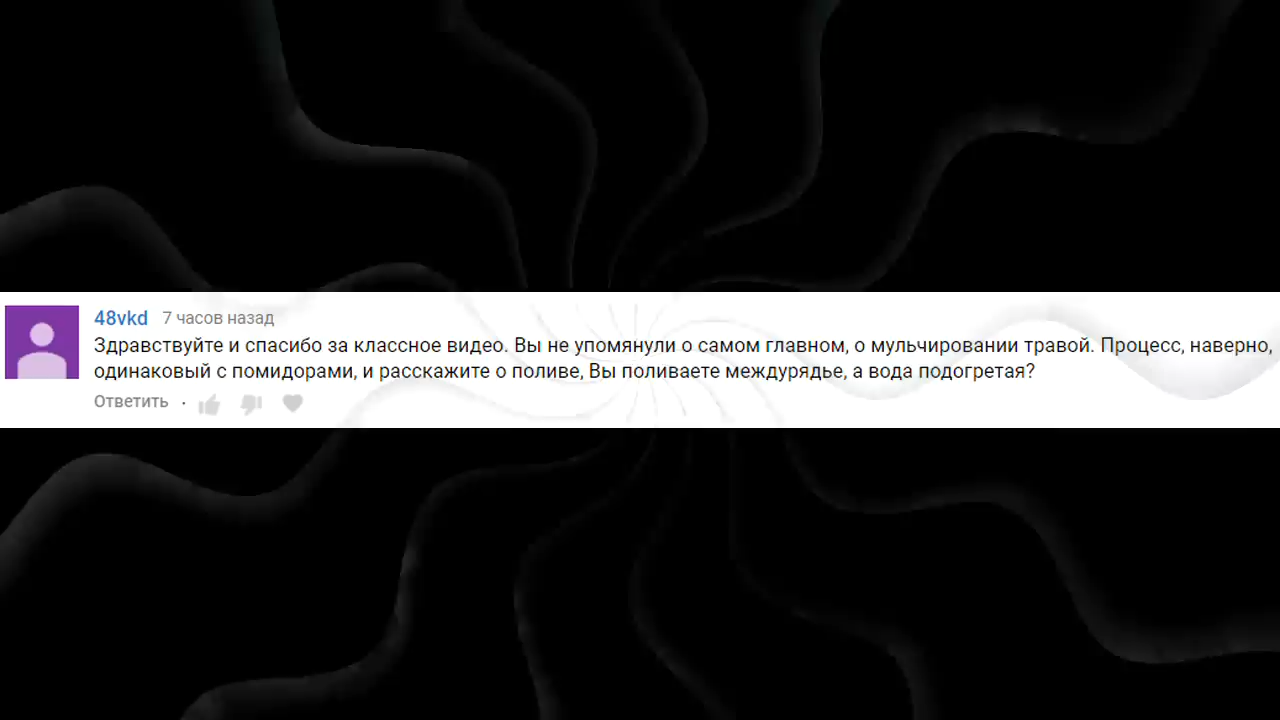 48vkd 7 часов назад
Здравствуйте и спасибо за классное видео. Вы не упомянули о самом главном, о мульчировании травой. Процесс, наверно,
одинаковый с помидорами, и расскажите о поливе, Вы поливаете междурядье, а вода подогретая?
Ответить ·